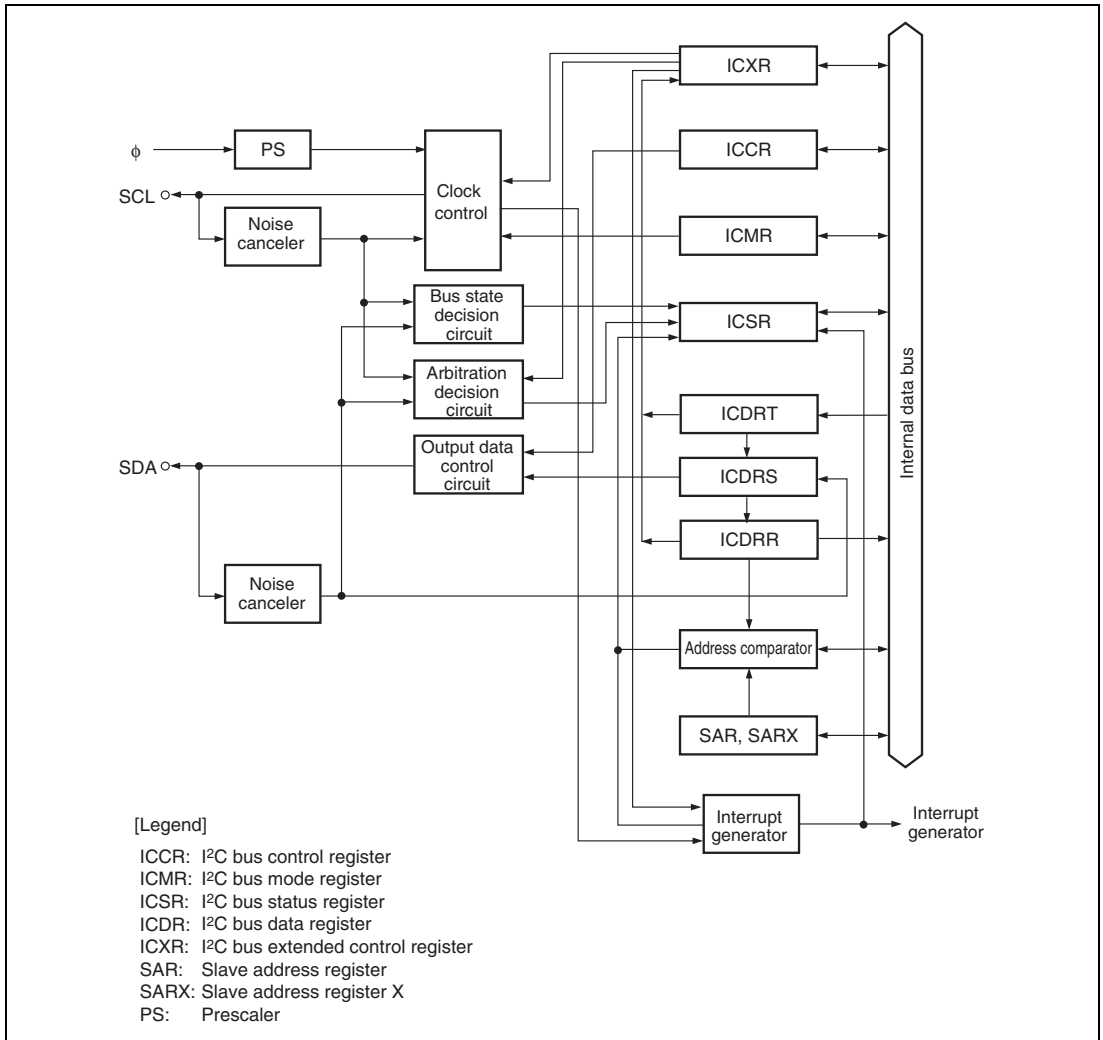 ICXR
φ
PS
ICCR
SCL
Clock
control
Noise
canceler
ICMR
Bus state
decision
circuit
ICSR
Arbitration
decision
circuit
ICDRT
Internal data bus
SDA
Output data
control
circuit
ICDRS
ICDRR
Noise
canceler
Address comparator
SAR, SARX
Interrupt
generator
Interrupt
generator
[Legend]
ICCR: I²C bus control register
ICMR: I²C bus mode register
ICSR: I²C bus status register
ICDR: I²C bus data register
ICXR: I²C bus extended control register
SAR: Slave address register
SARX: Slave address register X
PS: Prescaler